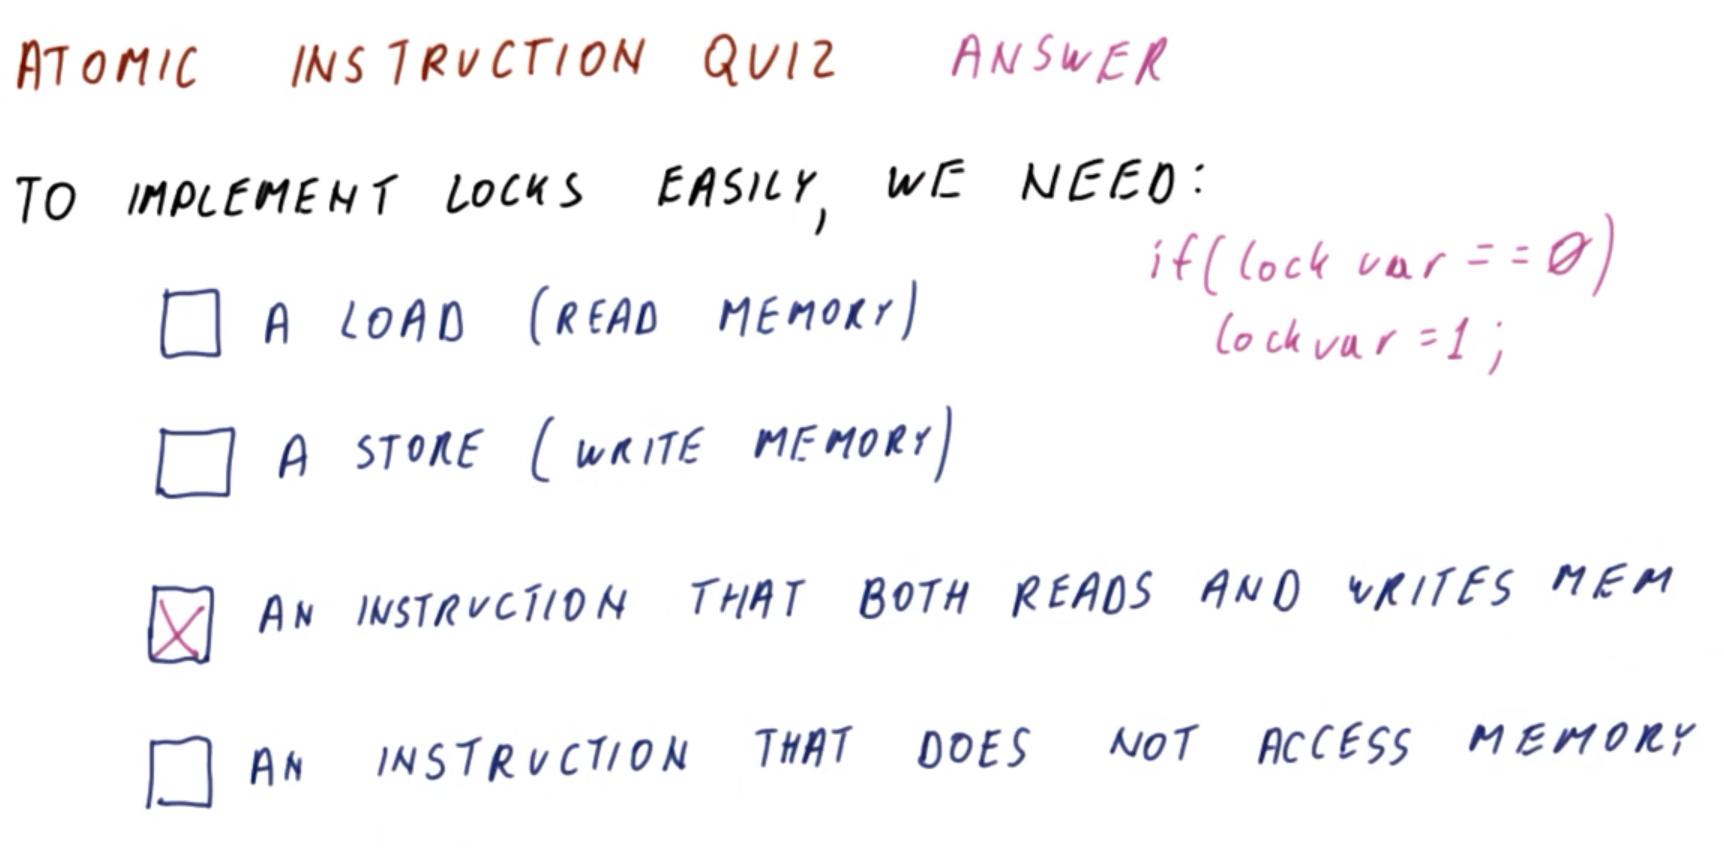 ATOMIC INSTRUCTION QUIZ ANSWER
TO IMPLEMENT LOCKS EASILY, WE NEED:
if(lock var == 0)
lockvar = 1;
A LOAD (READ MEMORY)
A STORE (WRITE MEMORY)
AN INSTRUCTION THAT BOTH READS AND WRITES MEM
AN INSTRUCTION THAT DOES NOT ACCESS MEMORY